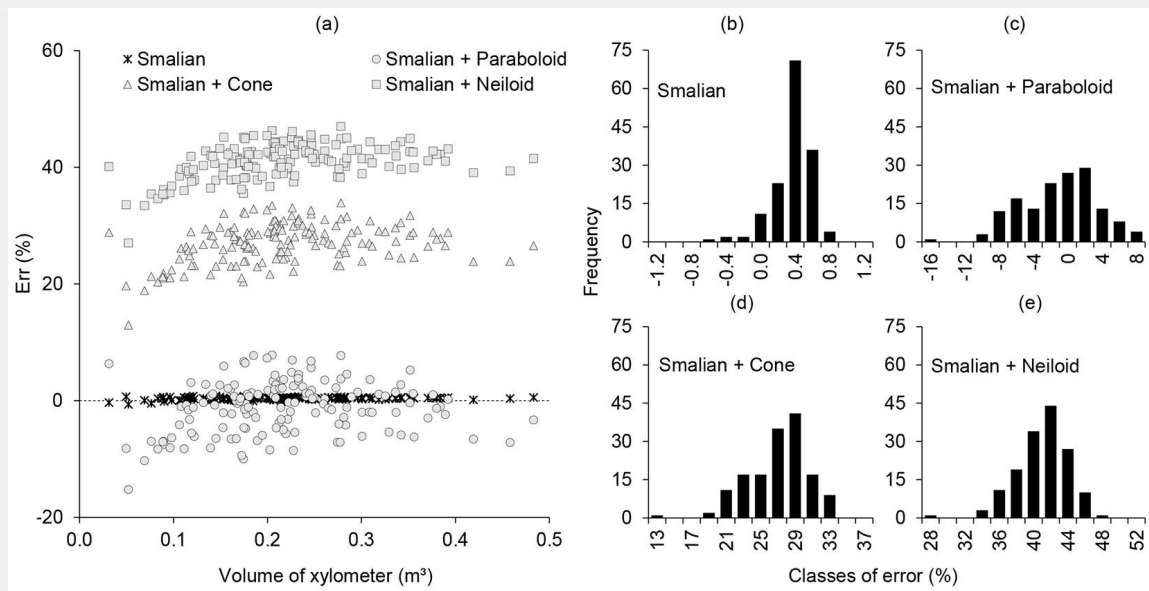 (a)
60
40
20
0
-20
Err (%)
Smalian
Smalian + Paraboloid
Smalian + Cone
Smalian + Neiloid
0.0 0.1 0.2 0.3 0.4 0.5
Volume of xylometer (m³)
Frequency
(b)
75
60
45
30
15
0
Smalian
-1.2 -0.8 -0.4 0.0 0.4 0.8 1.2
(c)
75
60
45
30
15
0
Smalian + Paraboloid
-16 -12 -8 -4 0 4 8
(d)
75
60
45
30
15
0
Smalian + Cone
13 17 21 25 29 33 37
(e)
75
60
45
30
15
0
Smalian + Neiloid
28 32 36 40 44 48 52
Classes of error (%)